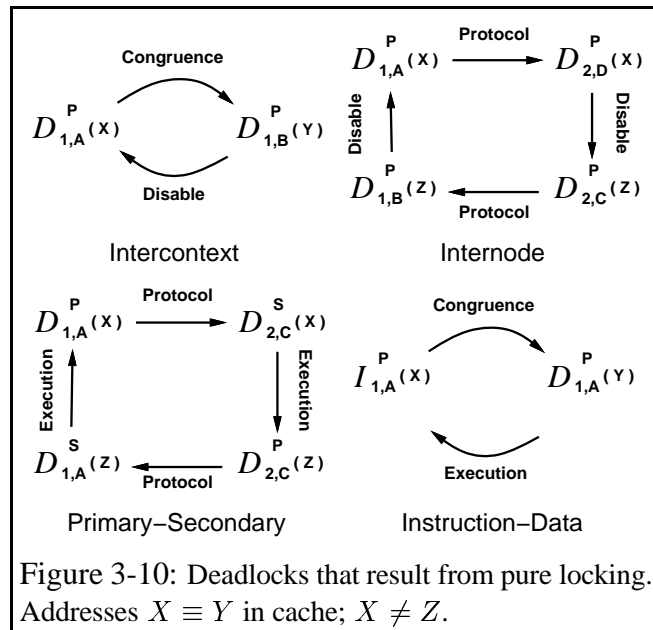 Congruence
D^P_{1,A}(X) D^P_{1,B}(Y)
Disable
Intercontext
Protocol
D^P_{1,A}(X) D^P_{2,D}(X)
Disable Disable
D^P_{1,B}(Z) D^P_{2,C}(Z)
Protocol
Internode
Protocol
D^P_{1,A}(X) D^S_{2,C}(X)
Execution Execution
D^S_{1,A}(Z) D^P_{2,C}(Z)
Protocol
Primary–Secondary
Congruence
I^P_{1,A}(X) D^P_{1,A}(Y)
Execution
Instruction–Data
Figure 3-10: Deadlocks that result from pure locking.
Addresses X ≡ Y in cache; X ≠ Z.